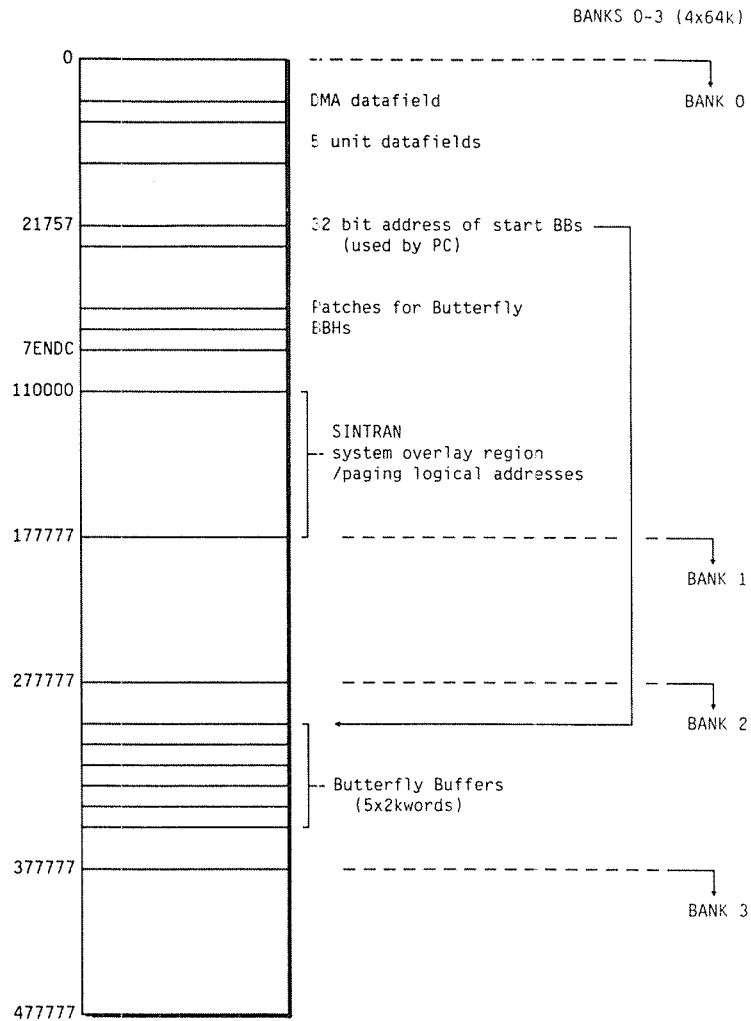 BANKS 0-3 (4x64k)
0
BANK 0
DMA datafield
5 unit datafields
21757
32 bit address of start BBs
(used by PC)
Patches for Butterfly
BBHs
7ENDC
110000
SINTRAN
system overlay region
/paging logical addresses
177777
BANK 1
277777
BANK 2
Butterfly Buffers
(5x2kwords)
377777
BANK 3
477777